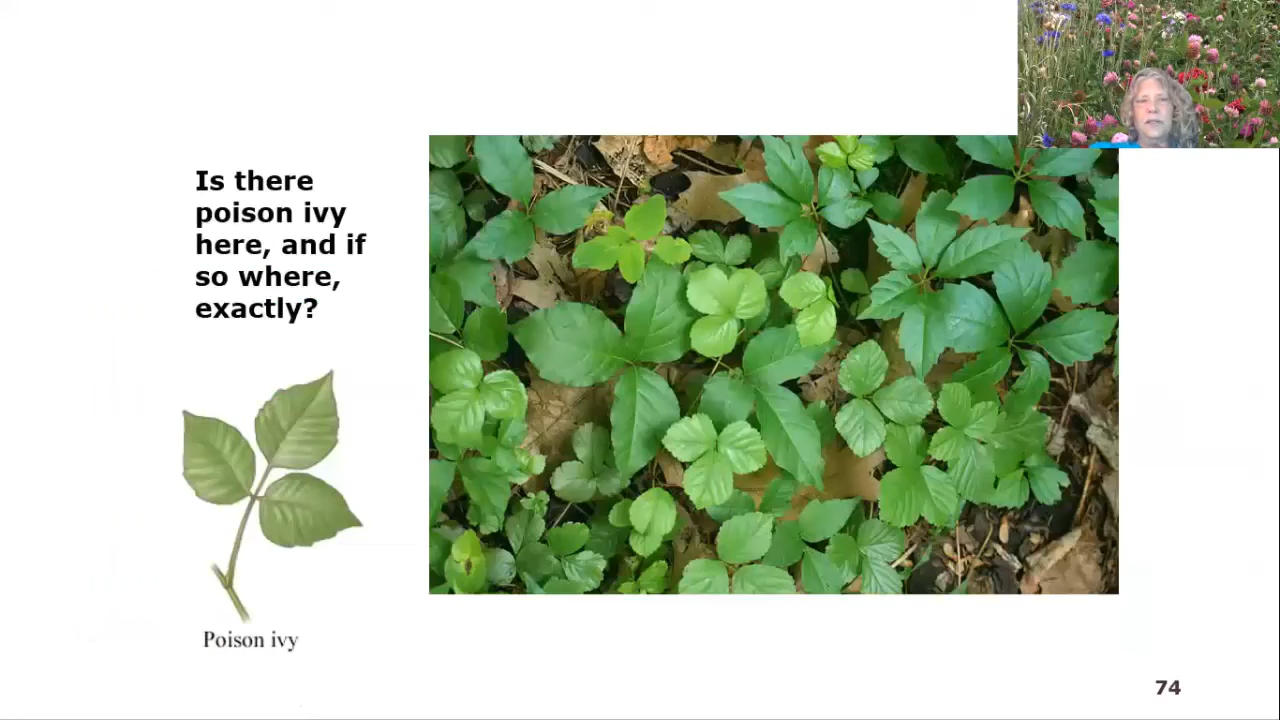 Is there
poison ivy
here, and if
so where,
exactly?
Poison ivy
74